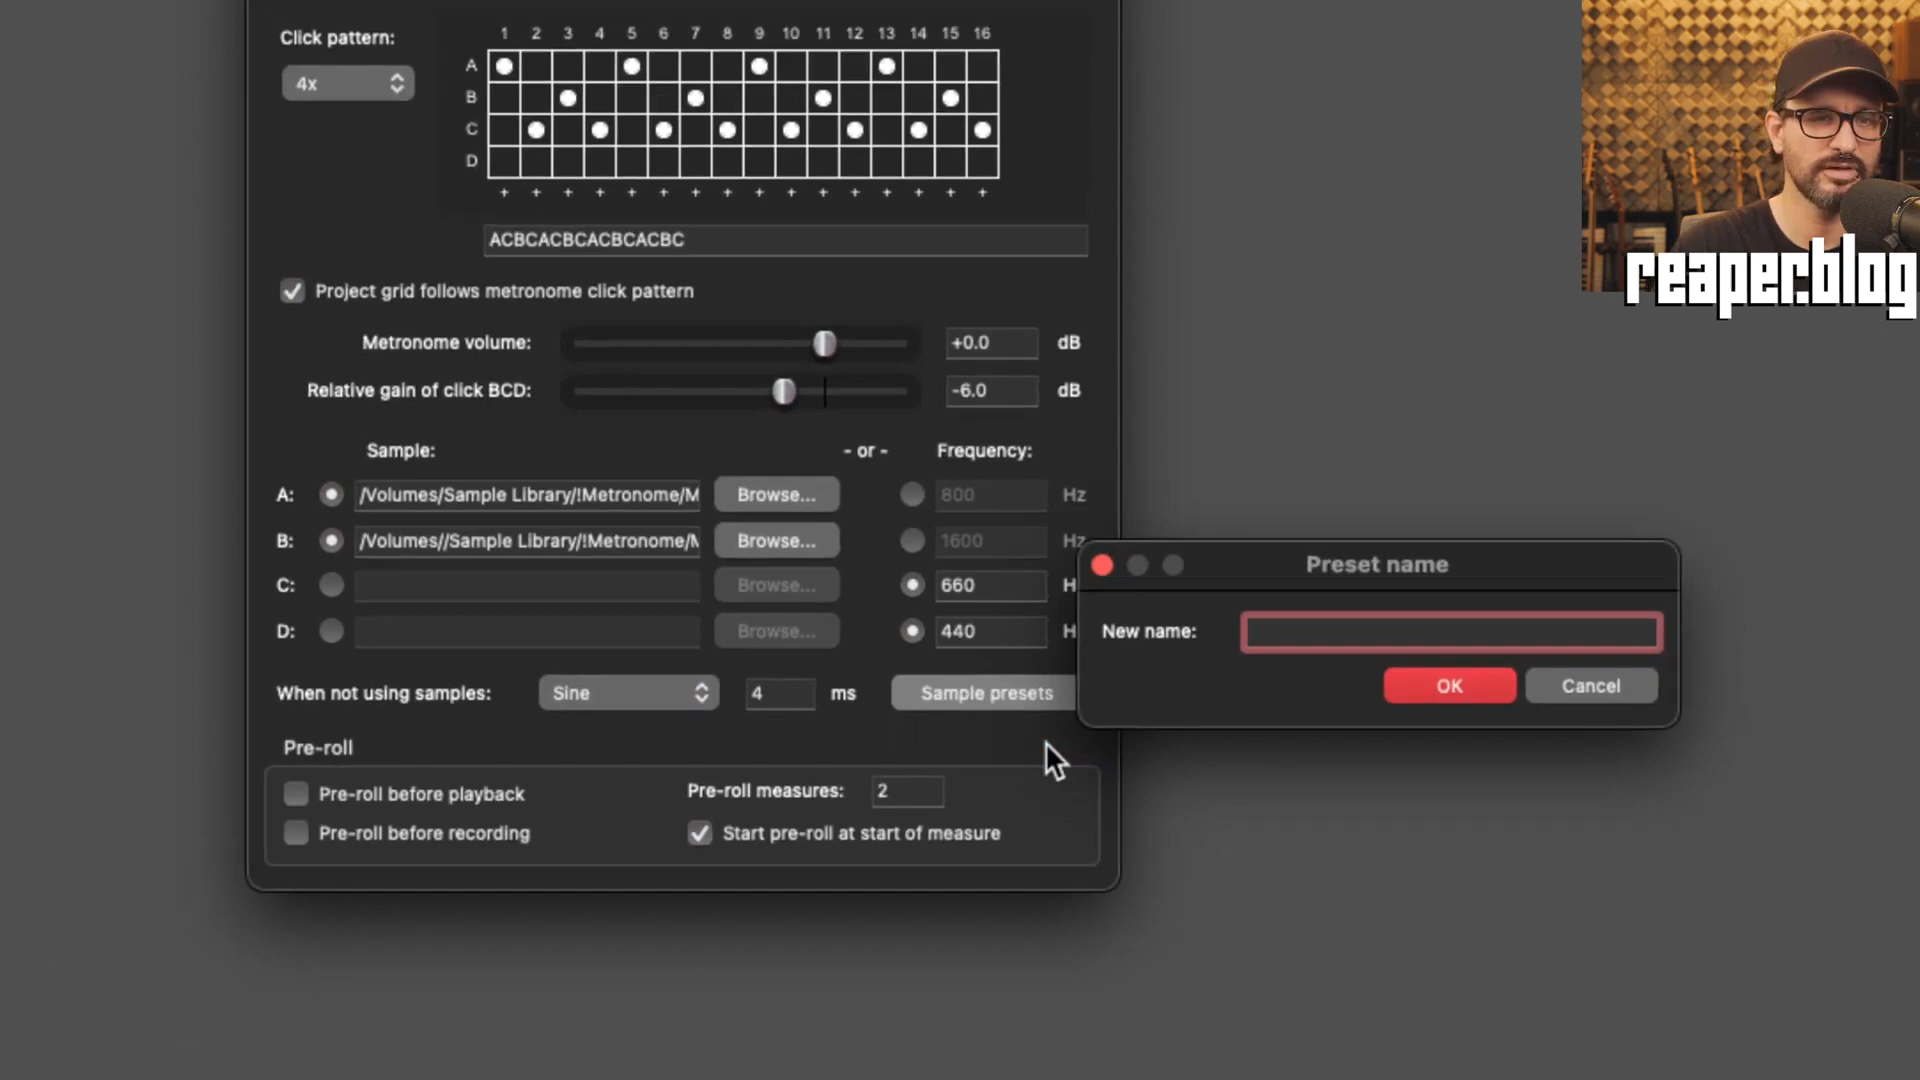 Click pattern:
1 2 3 4 5 6 7 8 9 10 11 12 13 14 15 16
4x
A
B
C
D
+ + + + + + + + + + + + + + + +
ACBCACBCACBCACBC
Project grid follows metronome click pattern
Metronome volume: +0.0 dB
Relative gain of click BCD: -6.0 dB
Sample: - or - Frequency:
A: /Volumes/Sample Library/!Metronome/M Browse... 800 Hz
B: /Volumes//Sample Library/!Metronome/M Browse... 1600 Hz
C: Browse... 660 H
D: Browse... 440 H
When not using samples: Sine 4 ms Sample presets
Pre-roll
Pre-roll before playback Pre-roll measures: 2
Pre-roll before recording Start pre-roll at start of measure
Preset name
New name:
OK Cancel
reaper.blog